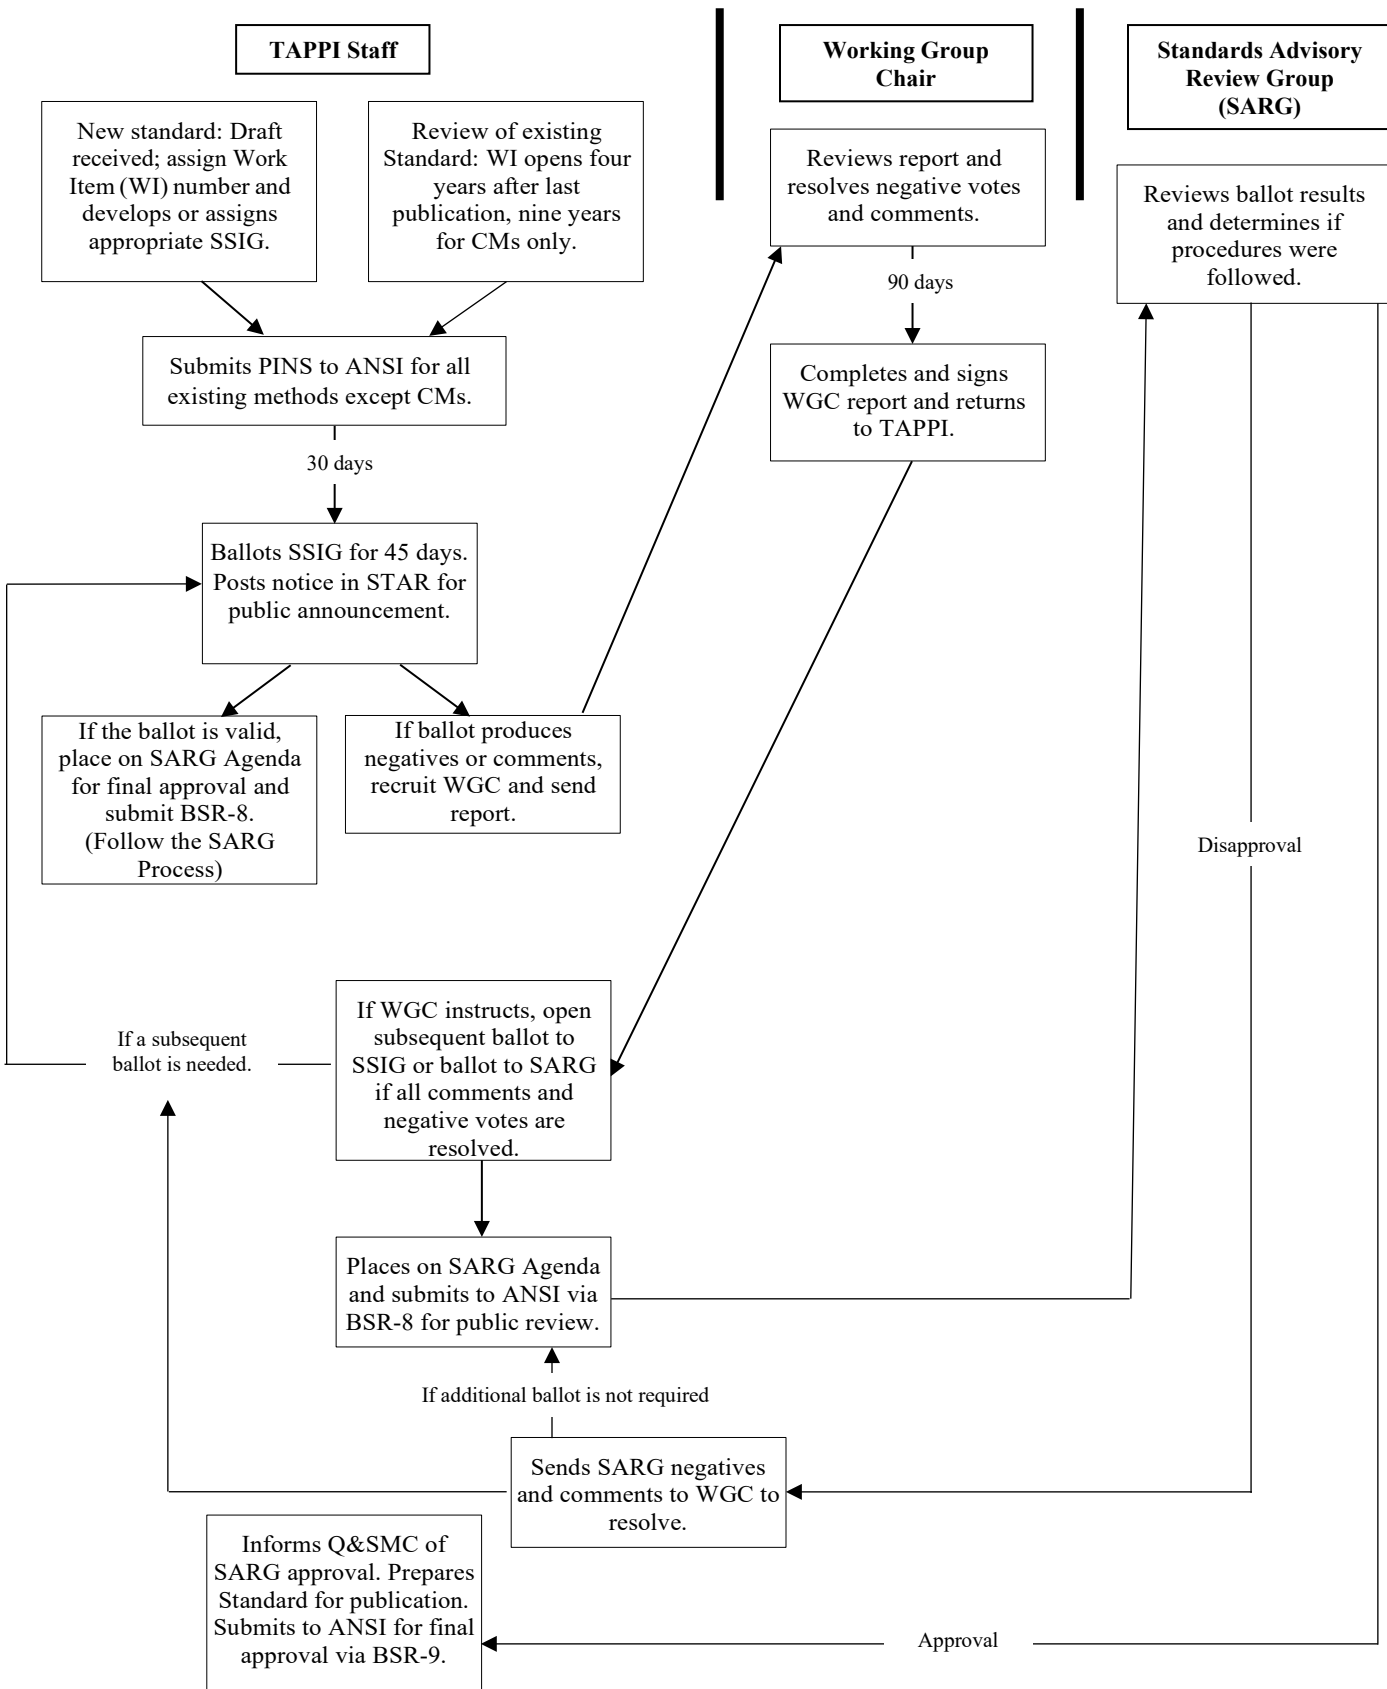 TAPPI Staff
Working Group
Chair
Standards Advisory
Review Group
(SARG)
New standard: Draft
received; assign Work
Item (WI) number and
develops or assigns
appropriate SSIG.
Review of existing
Standard: WI opens four
years after last
publication, nine years
for CMs only.
Reviews report and
resolves negative votes
and comments.
Reviews ballot results
and determines if
procedures were
followed.
90 days
Submits PINS to ANSI for all
existing methods except CMs.
Completes and signs
WGC report and returns
to TAPPI.
30 days
Ballots SSIG for 45 days.
Posts notice in STAR for
public announcement.
If the ballot is valid,
place on SARG Agenda
for final approval and
submit BSR-8.
(Follow the SARG
Process)
If ballot produces
negatives or comments,
recruit WGC and send
report.
Disapproval
If WGC instructs, open
subsequent ballot to
SSIG or ballot to SARG
if all comments and
negative votes are
resolved.
If a subsequent
ballot is needed.
Places on SARG Agenda
and submits to ANSI via
BSR-8 for public review.
If additional ballot is not required
Sends SARG negatives
and comments to WGC to
resolve.
Informs Q&SMC of
SARG approval. Prepares
Standard for publication.
Submits to ANSI for final
approval via BSR-9.
Approval